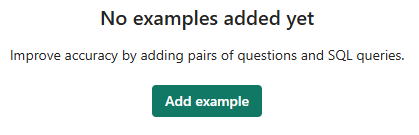 No examples added yet
Improve accuracy by adding pairs of questions and SQL queries.
Add example